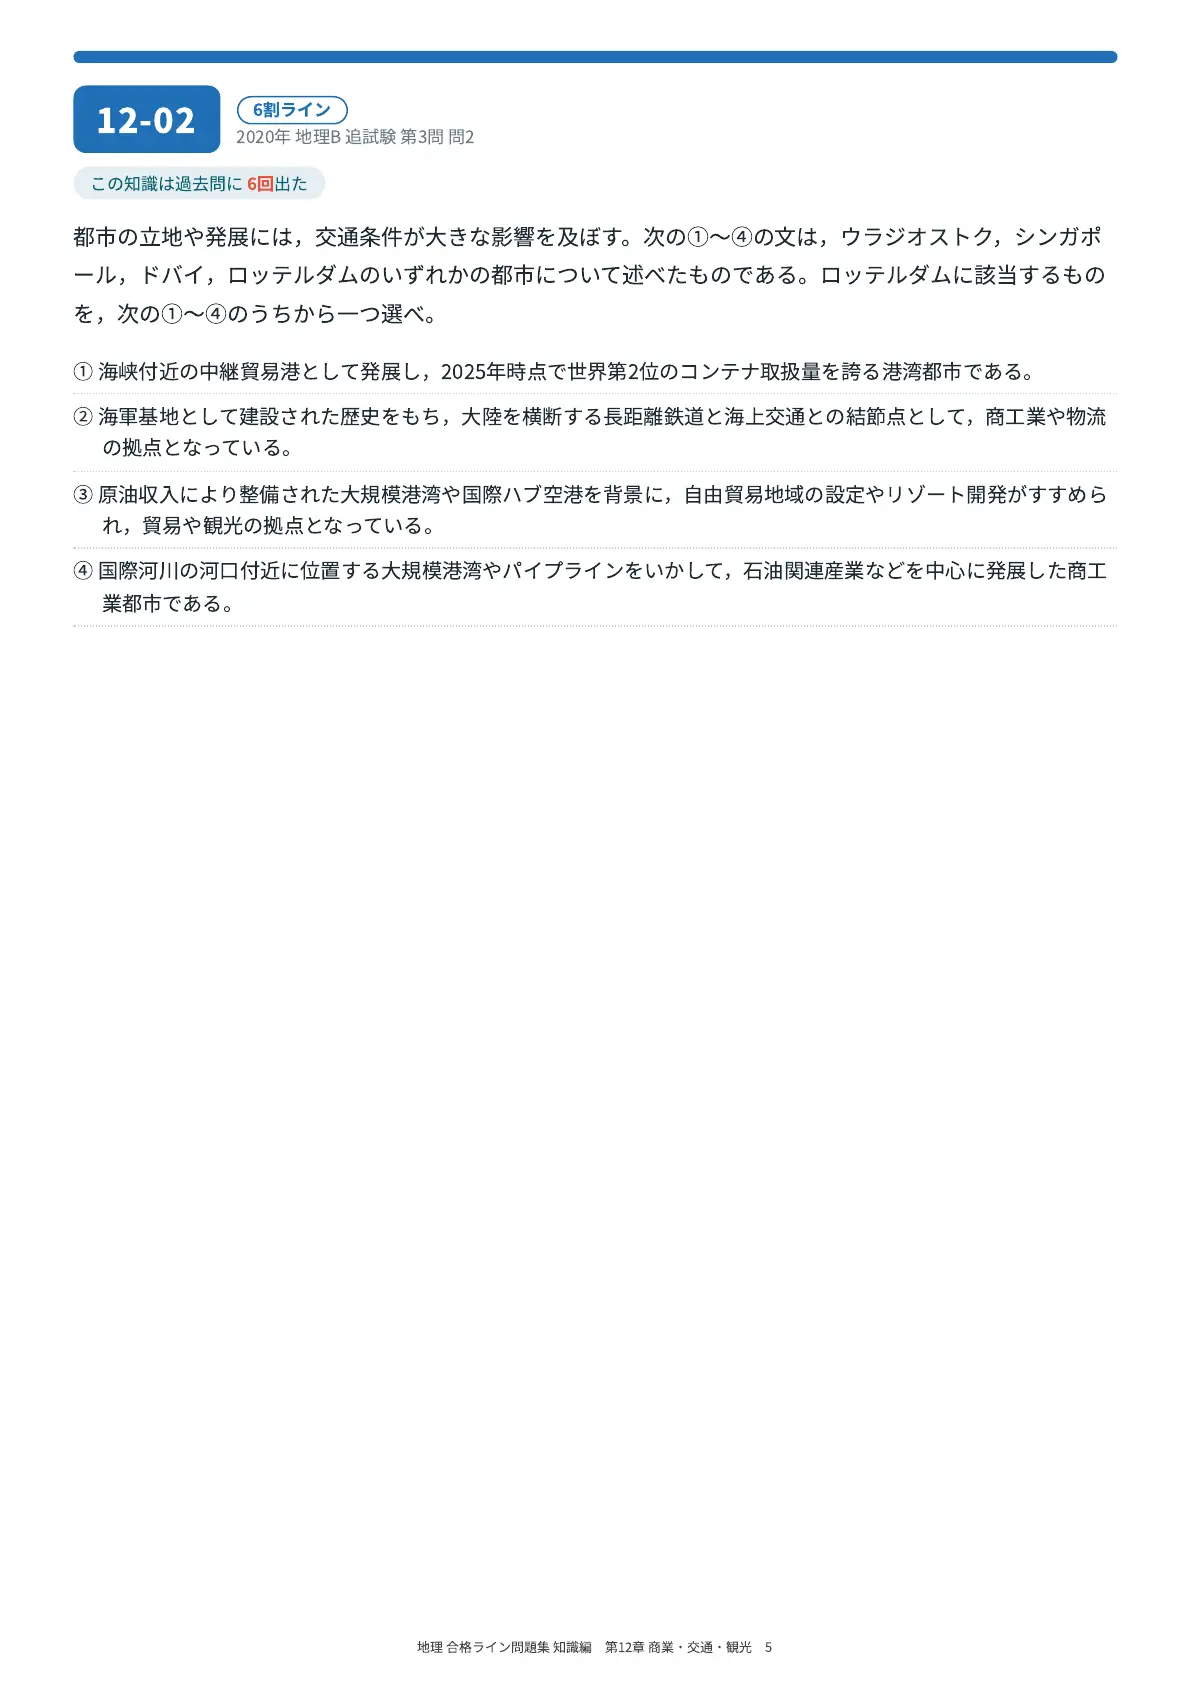 12-02
6割ライン
2020年 地理B 追試験 第3問 問2
この知識は過去問に 6回出た
都市の立地や発展には，交通条件が大きな影響を及ぼす。次の①～④の文は，ウラジオストク，シンガポ
ール，ドバイ，ロッテルダムのいずれかの都市について述べたものである。ロッテルダムに該当するもの
を，次の①～④のうちから一つ選べ。
① 海峡付近の中継貿易港として発展し，2025年時点で世界第2位のコンテナ取扱量を誇る港湾都市である。
② 海軍基地として建設された歴史をもち，大陸を横断する長距離鉄道と海上交通との結節点として，商工業や物流
の拠点となっている。
③ 原油収入により整備された大規模港湾や国際ハブ空港を背景に，自由貿易地域の設定やリゾート開発がすすめら
れ，貿易や観光の拠点となっている。
④ 国際河川の河口付近に位置する大規模港湾やパイプラインをいかして，石油関連産業などを中心に発展した商工
業都市である。
地理 合格ライン問題集 知識編　第12章 商業・交通・観光　5